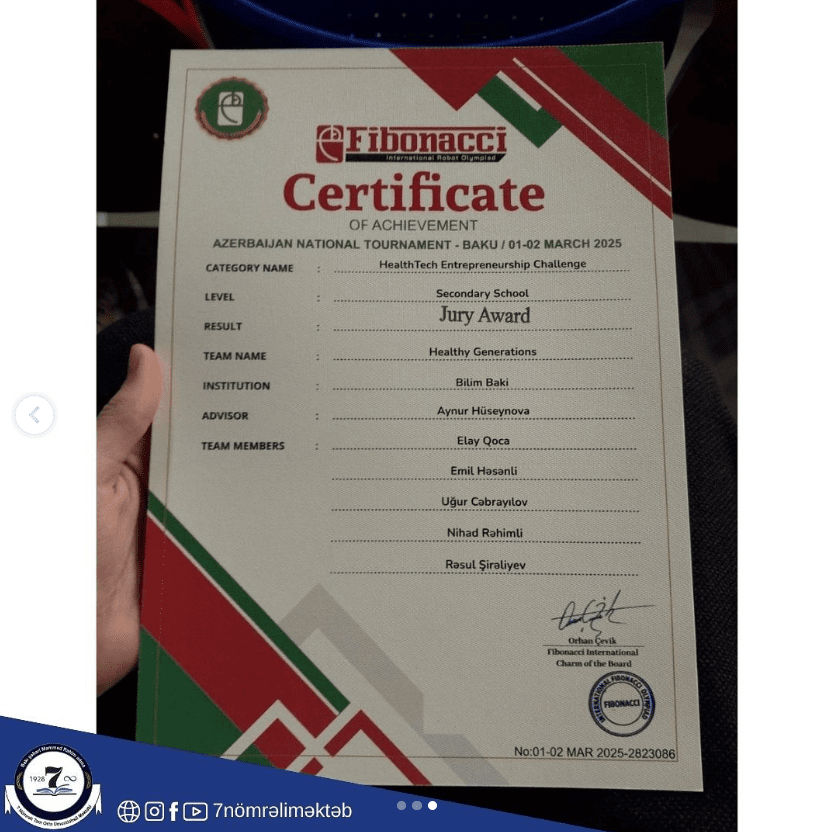 Fibonacci
International Robot Olympiad
Certificate
OF ACHIEVEMENT
AZERBAIJAN NATIONAL TOURNAMENT - BAKU / 01-02 MARCH 2025
CATEGORY NAME : HealthTech Entrepreneurship Challenge
LEVEL : Secondary School
RESULT : Jury Award
TEAM NAME : Healthy Generations
INSTITUTION : Bilim Baki
ADVISOR : Aynur Hüseynova
TEAM MEMBERS : Elay Qoca
Emil Həsənli
Uğur Cəbrayılov
Nihad Rəhimli
Rəsul Şirəliyev
Orhan Çevik
Fibonacci International
Charm of the Board
INTERNATIONAL FIBONACCI OLYMPIAD
FIBONACCI
No:01-02 MAR 2025-2823086
1928 7
7nömrəliməktəb